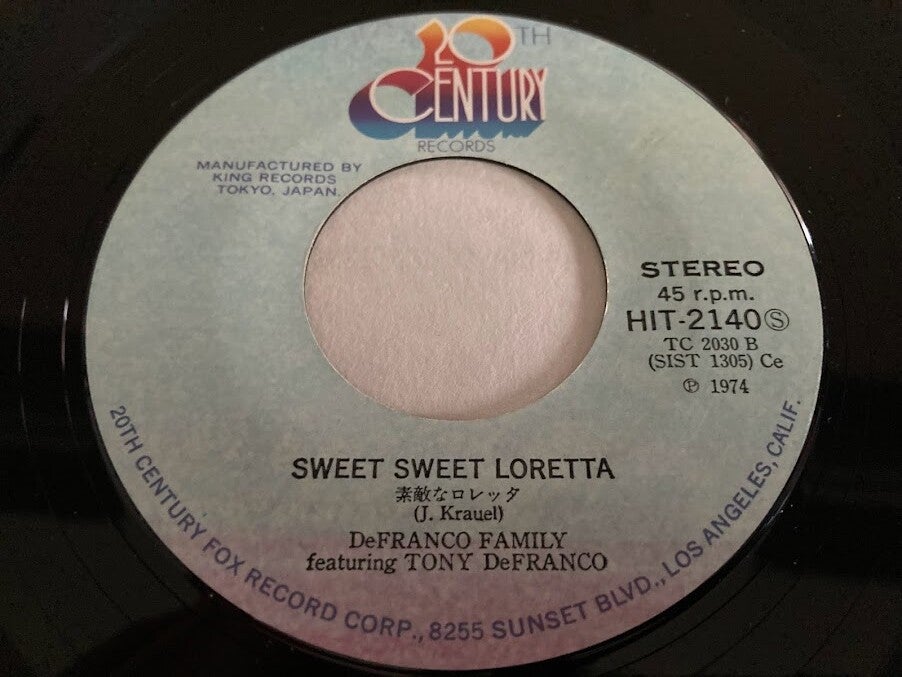 20TH
CENTURY
RECORDS
MANUFACTURED BY
KING RECORDS
TOKYO, JAPAN.
STEREO
45 r.p.m.
HIT-2140Ⓢ
TC 2030 B
(SIST 1305) Ce
℗ 1974
SWEET SWEET LORETTA
素敵なロレッタ
(J. Krauel)
DeFRANCO FAMILY
featuring TONY DeFRANCO
20TH CENTURY FOX RECORD CORP., 8255 SUNSET BLVD., LOS ANGELES, CALIF.